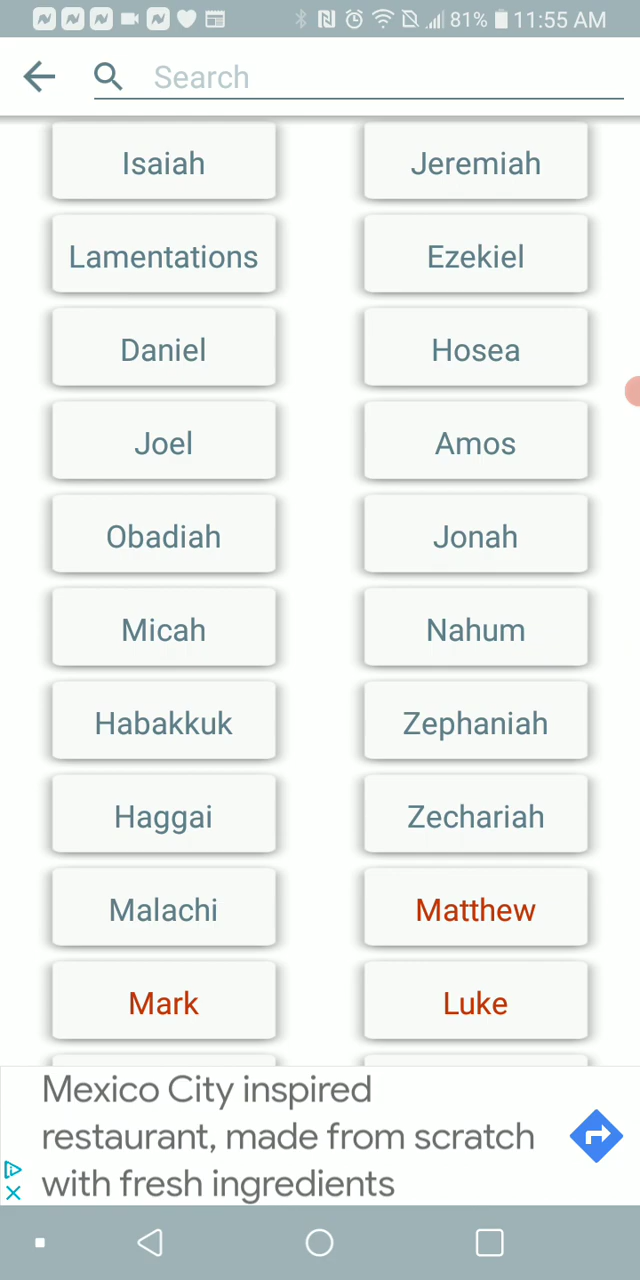 81% 11:55 AM
Search
Isaiah
Jeremiah
Lamentations
Ezekiel
Daniel
Hosea
Joel
Amos
Obadiah
Jonah
Micah
Nahum
Habakkuk
Zephaniah
Haggai
Zechariah
Malachi
Matthew
Mark
Luke
Mexico City inspired
restaurant, made from scratch
with fresh ingredients